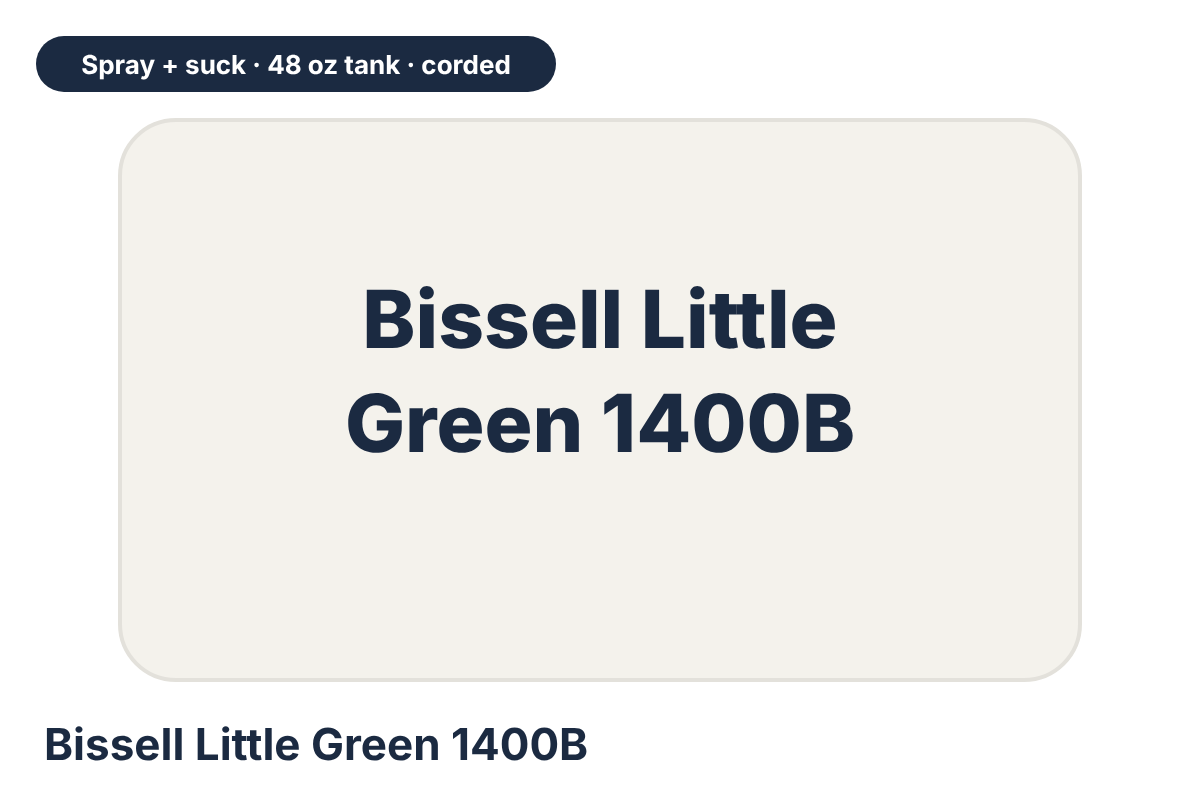 Spray + suck · 48 oz tank · corded
Bissell Little
Green 1400B
Bissell Little Green 1400B